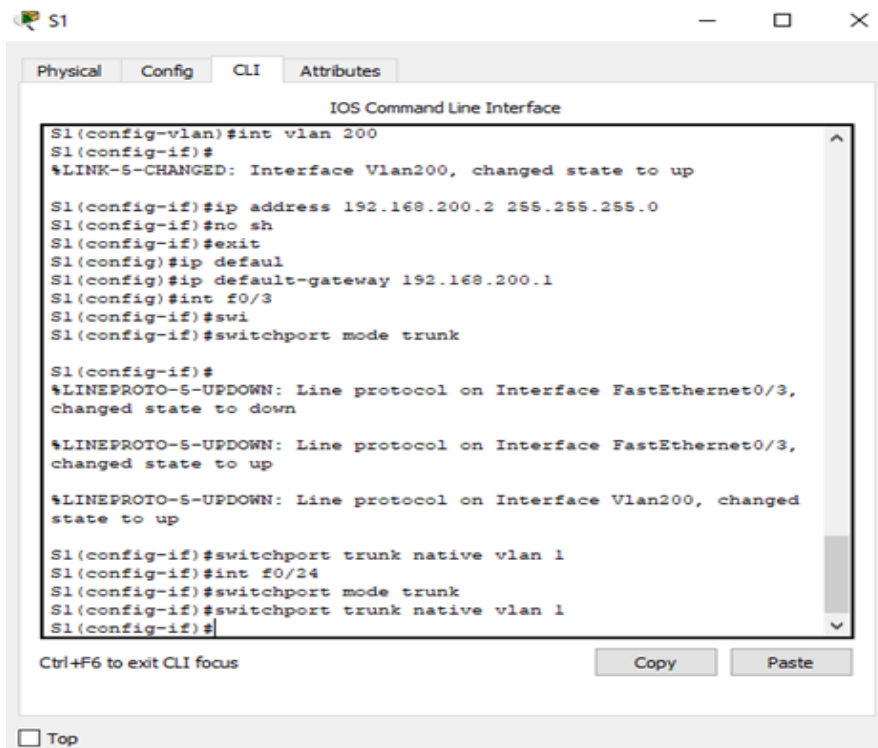 S1
Physical Config CLI Attributes
IOS Command Line Interface
S1(config-vlan)#int vlan 200
S1(config-if)#
%LINK-5-CHANGED: Interface Vlan200, changed state to up
S1(config-if)#ip address 192.168.200.2 255.255.255.0
S1(config-if)#no sh
S1(config-if)#exit
S1(config)#ip defaul
S1(config)#ip default-gateway 192.168.200.1
S1(config)#int f0/3
S1(config-if)#swi
S1(config-if)#switchport mode trunk
S1(config-if)#
%LINEPROTO-5-UPDOWN: Line protocol on Interface FastEthernet0/3,
changed state to down
%LINEPROTO-5-UPDOWN: Line protocol on Interface FastEthernet0/3,
changed state to up
%LINEPROTO-5-UPDOWN: Line protocol on Interface Vlan200, changed
state to up
S1(config-if)#switchport trunk native vlan 1
S1(config-if)#int f0/24
S1(config-if)#switchport mode trunk
S1(config-if)#switchport trunk native vlan 1
S1(config-if)#
Ctrl+F6 to exit CLI focus
Copy Paste
Top